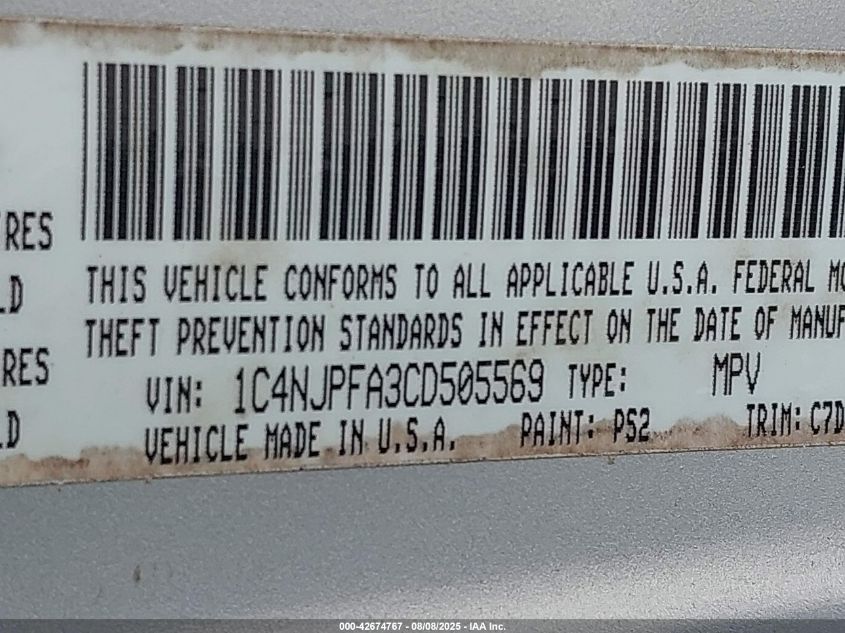 RES
LD
RES
LD
THIS VEHICLE CONFORMS TO ALL APPLICABLE U.S.A. FEDERAL MO
THEFT PREVENTION STANDARDS IN EFFECT ON THE DATE OF MANUF
VIN: 1C4NJPFA3CD505569 TYPE: MPV
VEHICLE MADE IN U.S.A. PAINT: PS2 TRIM: C7D
000-42674767 - 08/08/2025 - IAA Inc.